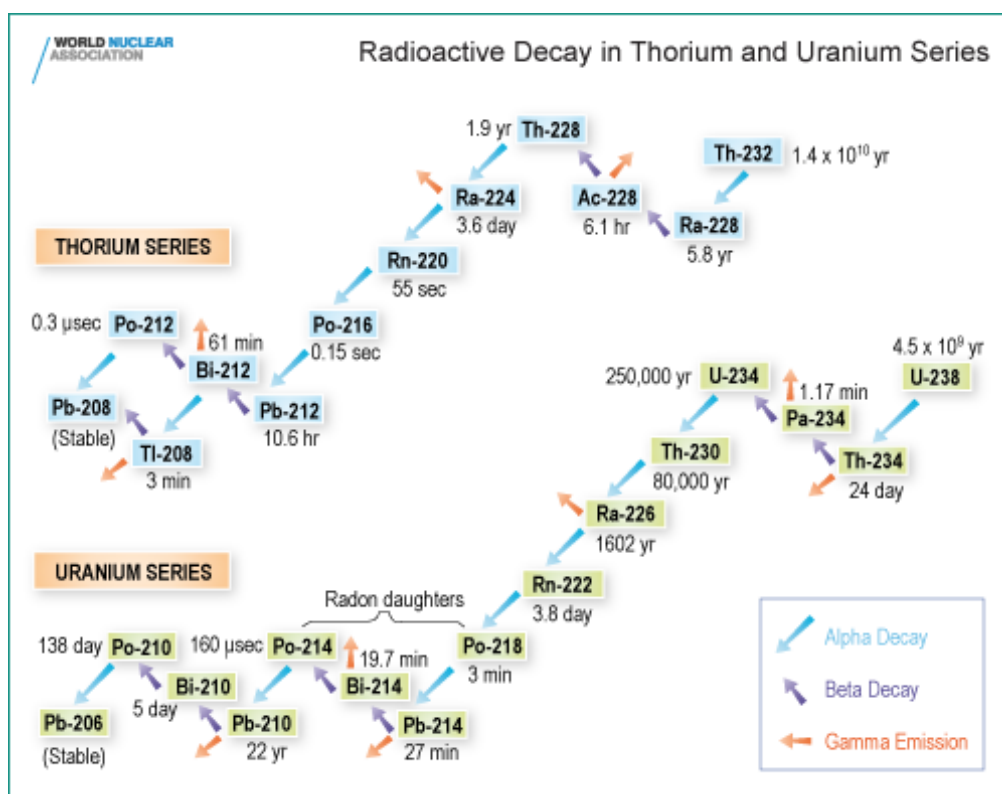 WORLD NUCLEAR
ASSOCIATION
Radioactive Decay in Thorium and Uranium Series
1.9 yr
Th-228
Th-232
1.4 x 10¹⁰ yr
Ra-224
3.6 day
Ac-228
6.1 hr
Ra-228
5.8 yr
THORIUM SERIES
Rn-220
55 sec
0.3 µsec
Po-212
61 min
Po-216
0.15 sec
Bi-212
4.5 x 10⁹ yr
250,000 yr
U-234
1.17 min
U-238
Pb-208
(Stable)
Pb-212
10.6 hr
Pa-234
Tl-208
3 min
Th-230
80,000 yr
Th-234
24 day
Ra-226
1602 yr
URANIUM SERIES
Rn-222
3.8 day
Radon daughters
138 day
Po-210
160 µsec
Po-214
19.7 min
Po-218
3 min
Bi-210
5 day
Bi-214
Pb-206
(Stable)
Pb-210
22 yr
Pb-214
27 min
Alpha Decay
Beta Decay
Gamma Emission